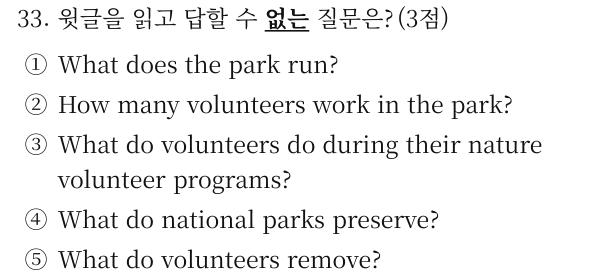 33. 윗글을 읽고 답할 수 없는 질문은?(3점)
① What does the park run?
② How many volunteers work in the park?
③ What do volunteers do during their nature
volunteer programs?
④ What do national parks preserve?
⑤ What do volunteers remove?